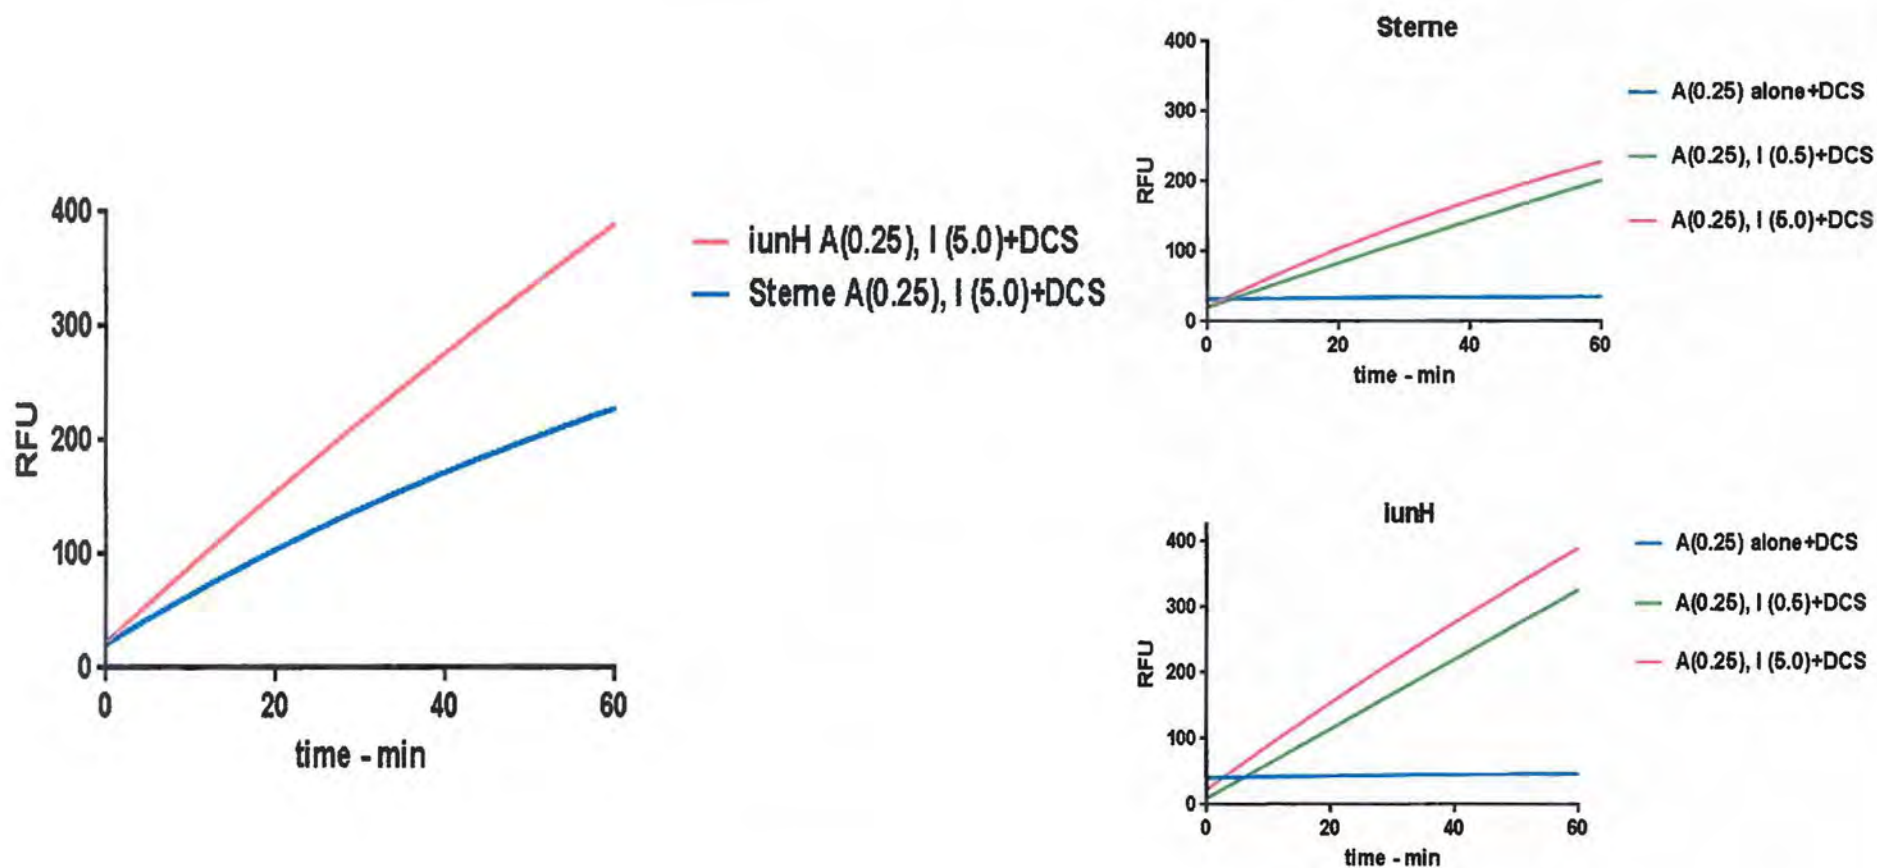 400
300
200
100
0
RFU
0
20
40
60
time - min
iunH A(0.25), I (5.0)+DCS
Sterne A(0.25), I (5.0)+DCS
Sterne
400
300
200
100
0
RFU
0
20
40
60
time - min
A(0.25) alone+DCS
A(0.25), I (0.5)+DCS
A(0.25), I (5.0)+DCS
iunH
400
300
200
100
0
RFU
0
20
40
60
time - min
A(0.25) alone+DCS
A(0.25), I (0.5)+DCS
A(0.25), I (5.0)+DCS